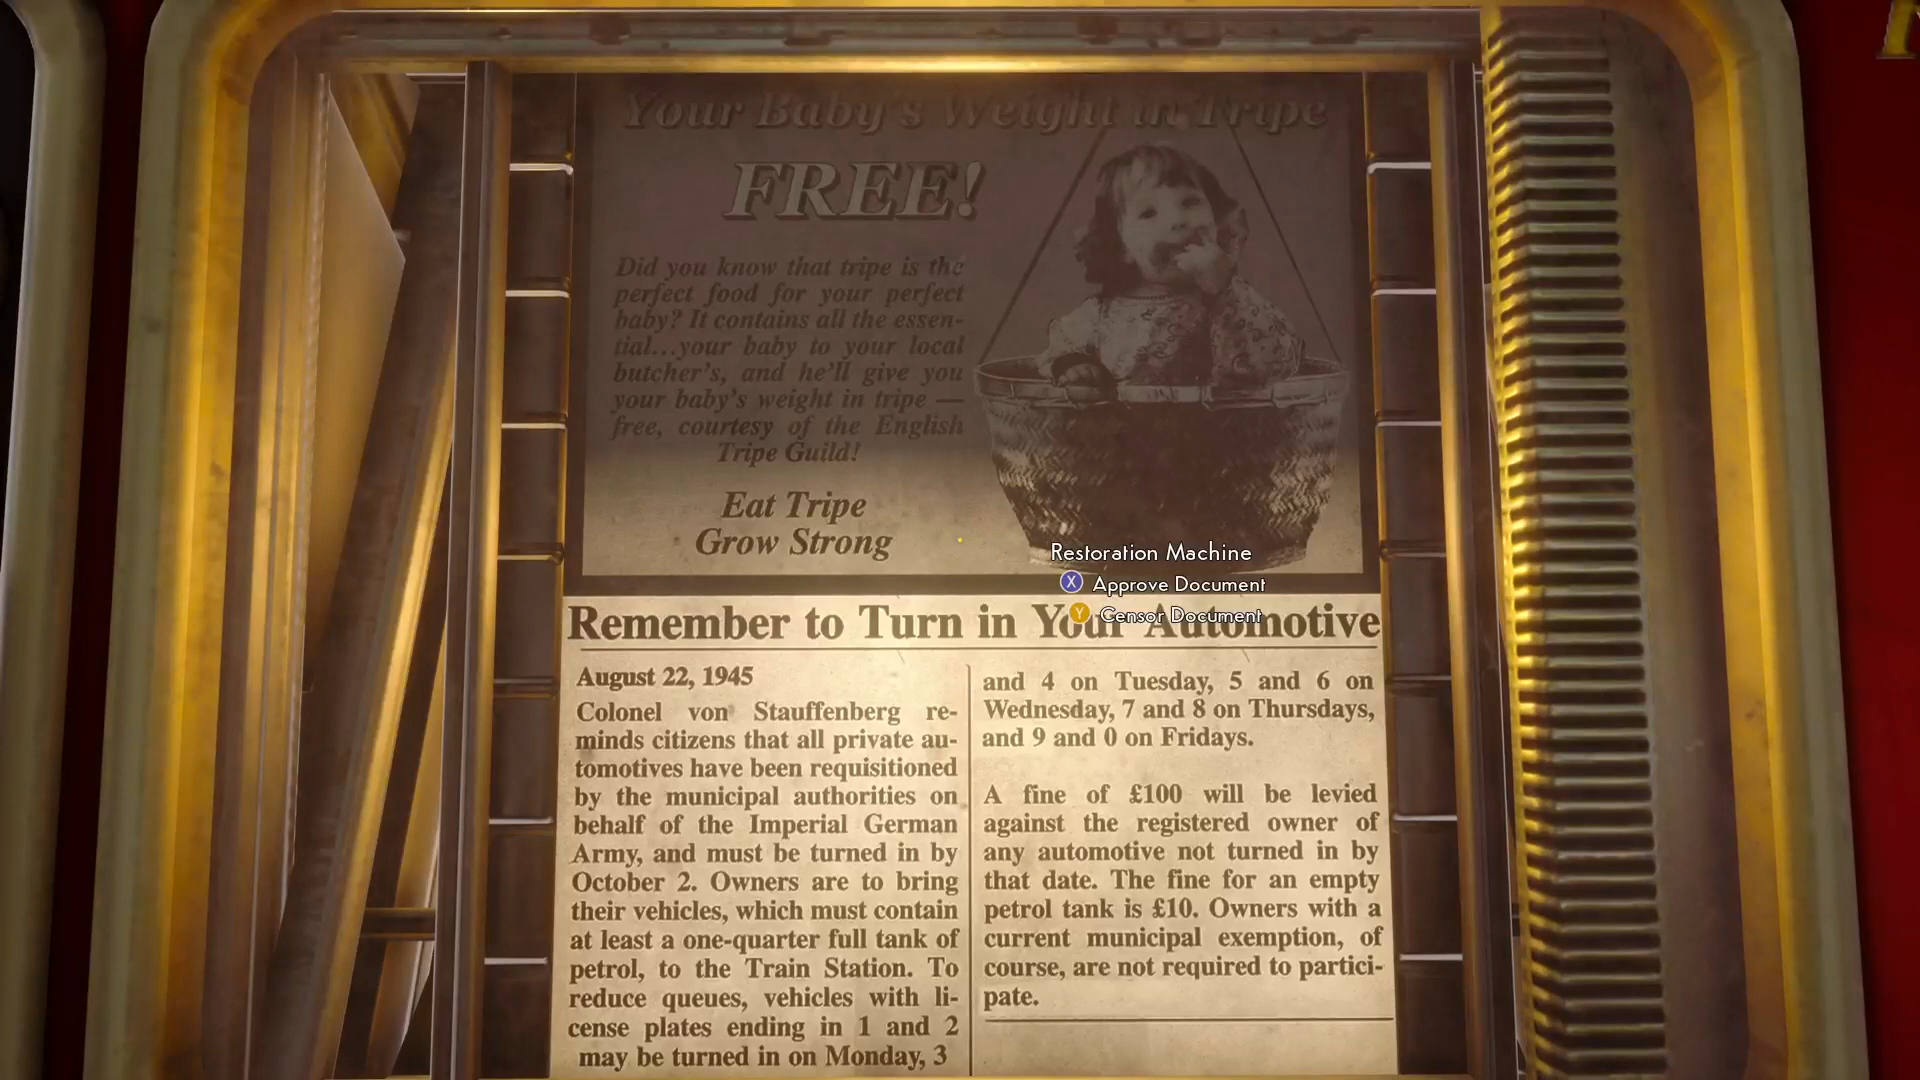 Your Baby's Weight in Tripe
FREE!
Did you know that tripe is the
perfect food for your perfect
baby? It contains all the essen-
tial...your baby to your local
butcher's, and he'll give you
your baby's weight in tripe —
free, courtesy of the English
Tripe Guild!
Eat Tripe
Grow Strong
Restoration Machine
X Approve Document
Y Censor Document
Remember to Turn in Your Automotive
August 22, 1945
Colonel von Stauffenberg re-
minds citizens that all private au-
tomotives have been requisitioned
by the municipal authorities on
behalf of the Imperial German
Army, and must be turned in by
October 2. Owners are to bring
their vehicles, which must contain
at least a one-quarter full tank of
petrol, to the Train Station. To
reduce queues, vehicles with li-
cense plates ending in 1 and 2
may be turned in on Monday, 3
and 4 on Tuesday, 5 and 6 on
Wednesday, 7 and 8 on Thursdays,
and 9 and 0 on Fridays.
A fine of £100 will be levied
against the registered owner of
any automotive not turned in by
that date. The fine for an empty
petrol tank is £10. Owners with a
current municipal exemption, of
course, are not required to partici-
pate.